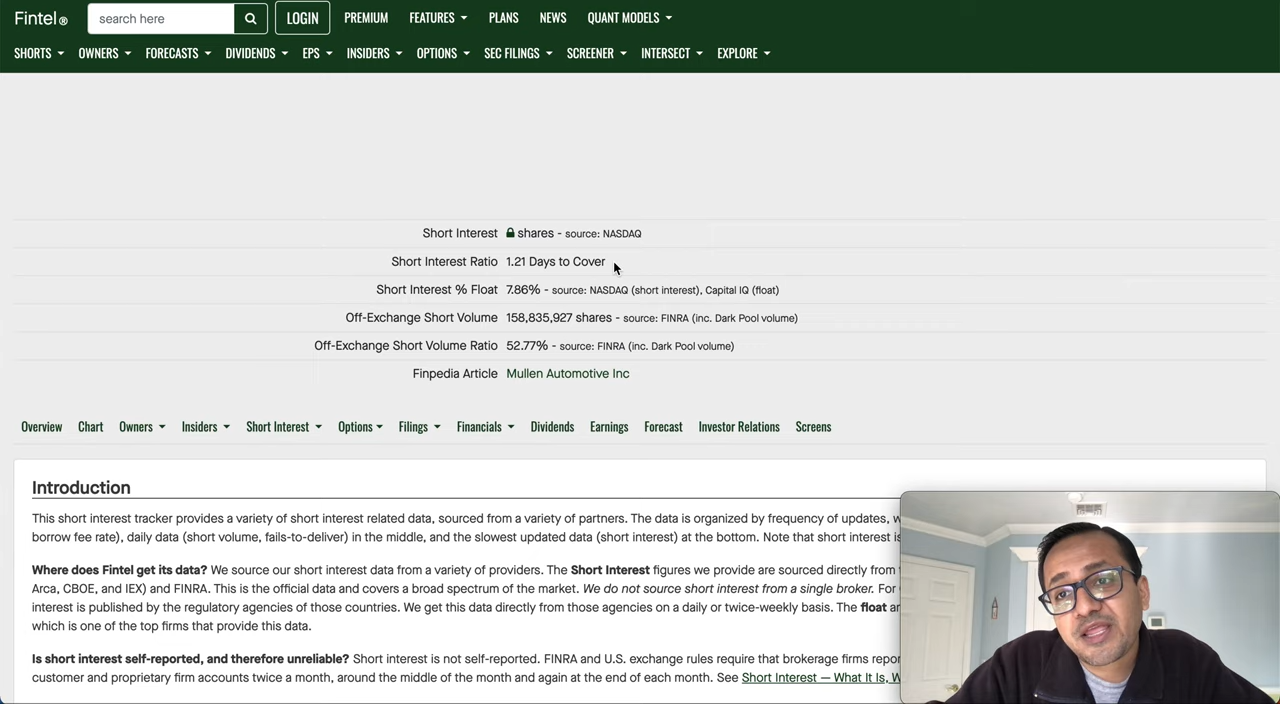 Fintel®
search here
LOGIN
PREMIUM
FEATURES
PLANS
NEWS
QUANT MODELS
SHORTS
OWNERS
FORECASTS
DIVIDENDS
EPS
INSIDERS
OPTIONS
SEC FILINGS
SCREENER
INTERSECT
EXPLORE
Short Interest shares - source: NASDAQ
Short Interest Ratio 1.21 Days to Cover
Short Interest % Float 7.86% - source: NASDAQ (short interest), Capital IQ (float)
Off-Exchange Short Volume 158,835,927 shares - source: FINRA (inc. Dark Pool volume)
Off-Exchange Short Volume Ratio 52.77% - source: FINRA (inc. Dark Pool volume)
Finpedia Article Mullen Automotive Inc
Overview
Chart
Owners
Insiders
Short Interest
Options
Filings
Financials
Dividends
Earnings
Forecast
Investor Relations
Screens
Introduction
This short interest tracker provides a variety of short interest related data, sourced from a variety of partners. The data is organized by frequency of updates,
borrow fee rate), daily data (short volume, fails-to-deliver) in the middle, and the slowest updated data (short interest) at the bottom. Note that short interest is
Where does Fintel get its data? We source our short interest data from a variety of providers. The Short Interest figures we provide are sourced directly from
Arca, CBOE, and IEX) and FINRA. This is the official data and covers a broad spectrum of the market. We do not source short interest from a single broker. For
interest is published by the regulatory agencies of those countries. We get this data directly from those agencies on a daily or twice-weekly basis. The float
which is one of the top firms that provide this data.
Is short interest self-reported, and therefore unreliable? Short interest is not self-reported. FINRA and U.S. exchange rules require that brokerage firms
customer and proprietary firm accounts twice a month, around the middle of the month and again at the end of each month. See Short Interest — What It Is,